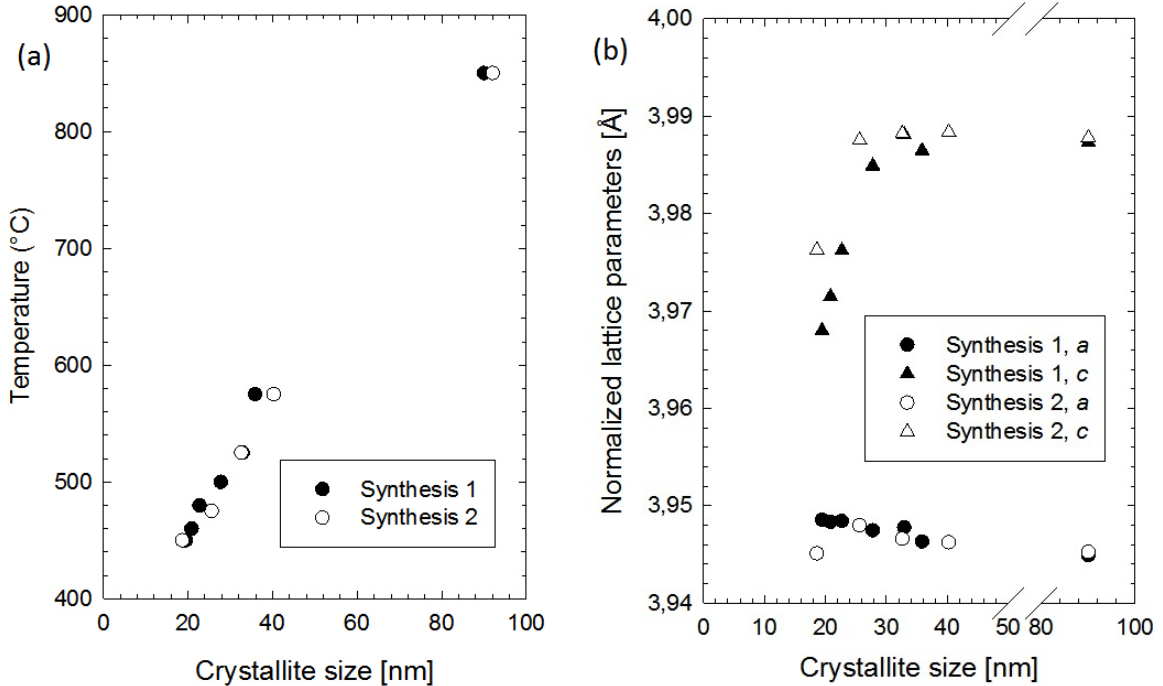 (a)
900
800
700
600
500
400
Temperature (°C)
20
40
60
80
100
Crystallite size [nm]
Synthesis 1
Synthesis 2
(b)
4,00
3,99
3,98
3,97
3,96
3,95
3,94
Normalized lattice parameters [Å]
0
10
20
30
40
50
80
100
Crystallite size [nm]
Synthesis 1, a
Synthesis 1, c
Synthesis 2, a
Synthesis 2, c